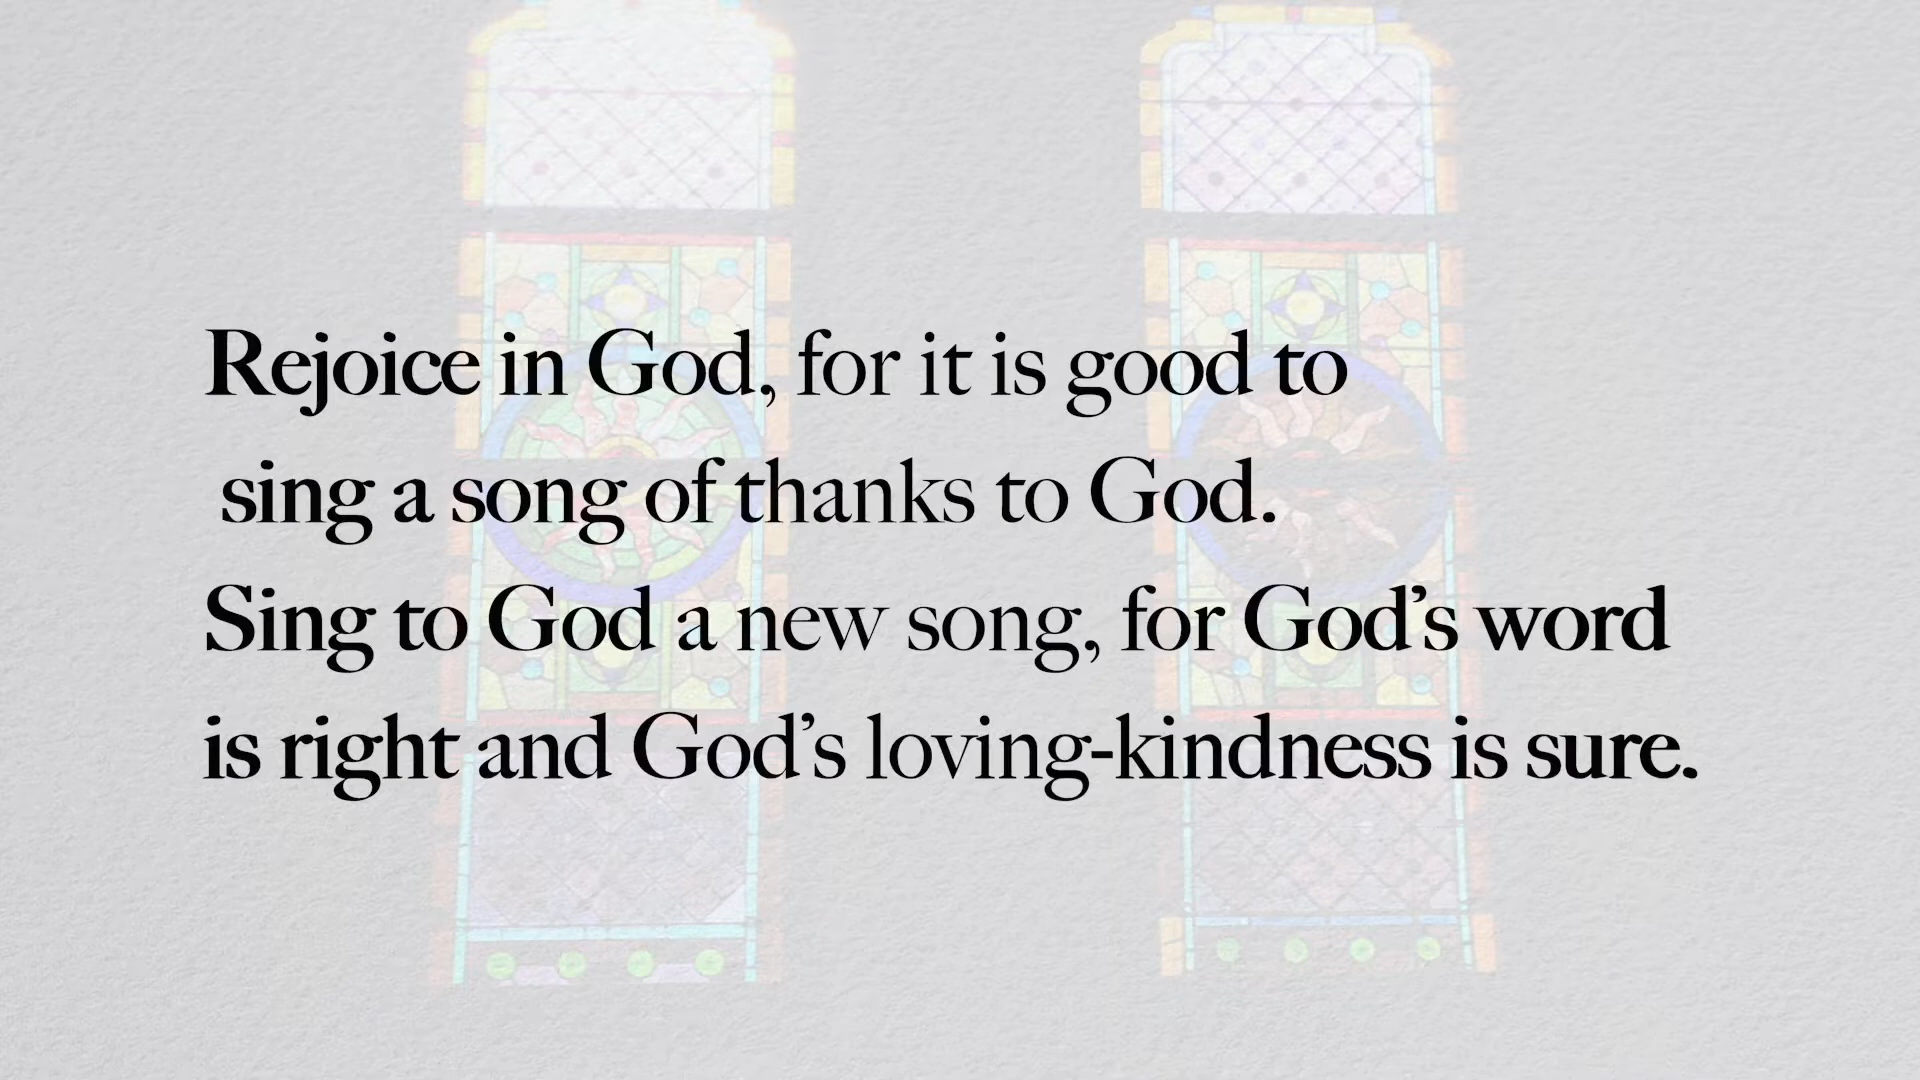 Rejoice in God, for it is good to
sing a song of thanks to God.
Sing to God a new song, for God’s word
is right and God’s loving-kindness is sure.